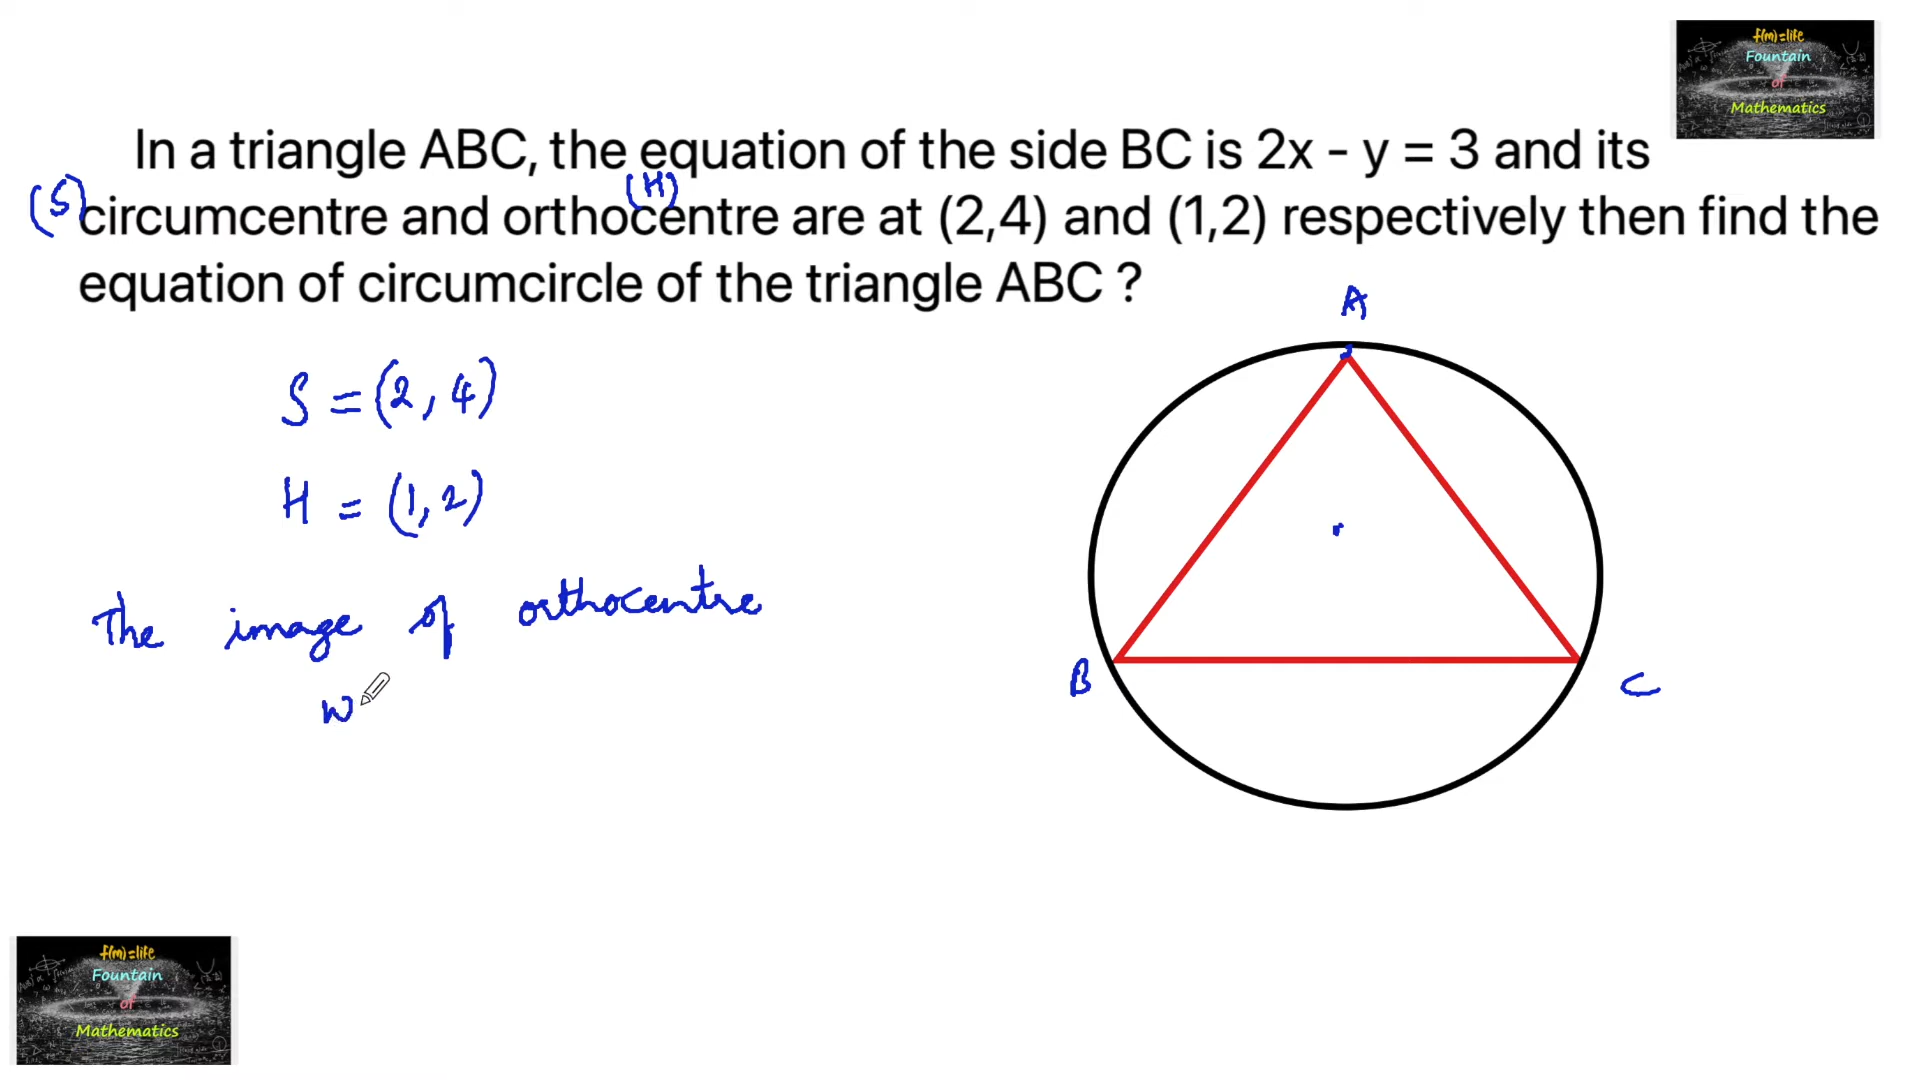 f(m)=life
Fountain
of
Mathematics
In a triangle ABC, the equation of the side BC is 2x - y = 3 and its
(S) (H)
circumcentre and orthocentre are at (2,4) and (1,2) respectively then find the
equation of circumcircle of the triangle ABC ?
A
S = (2, 4)
H = (1, 2)
The image of orthocentre
B C
w
f(m)=life
Fountain
of
Mathematics